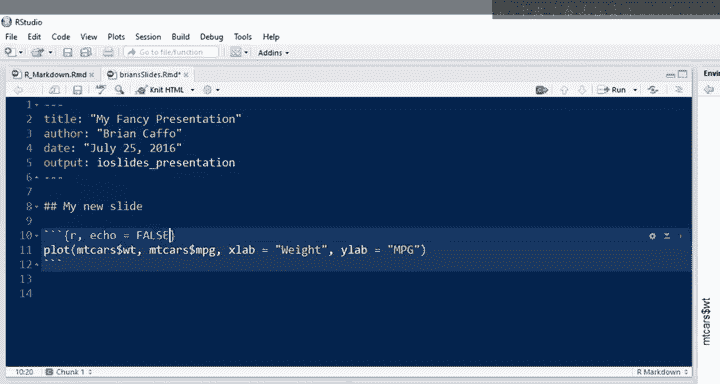 RStudio
File Edit Code View Plots Session Build Debug Tools Help
Go to file/function Addins
R_Markdown.Rmd × briansSlides.Rmd* ×
Envir
ABC Knit HTML Run
1 ---
2 title: "My Fancy Presentation"
3 author: "Brian Caffo"
4 date: "July 25, 2016"
5 output: ioslides_presentation
6 ---
7
8 ## My new slide
9
10 ```{r, echo = FALSE}
11 plot(mtcars$wt, mtcars$mpg, xlab = "Weight", ylab = "MPG")
12 ```
13
14
mtcars$wt
10:20 Chunk 1 R Markdown